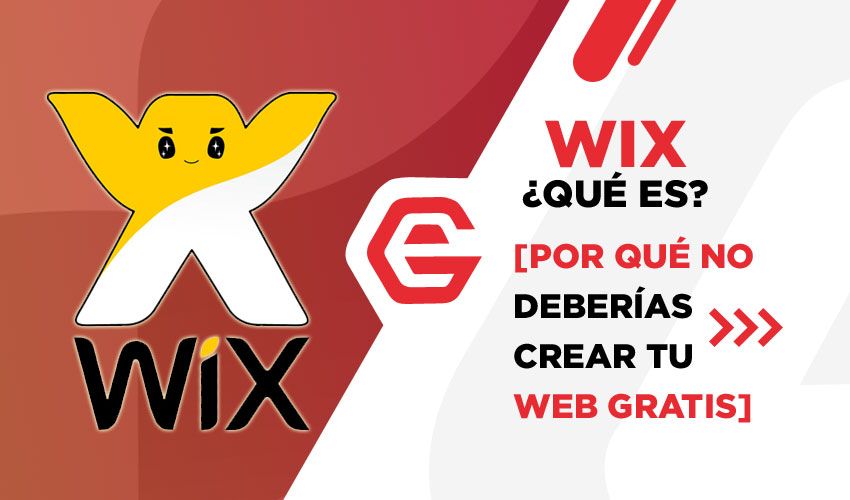 WiX
WIX
¿QUÉ ES?
[POR QUÉ NO
DEBERÍAS
CREAR TU
WEB GRATIS]